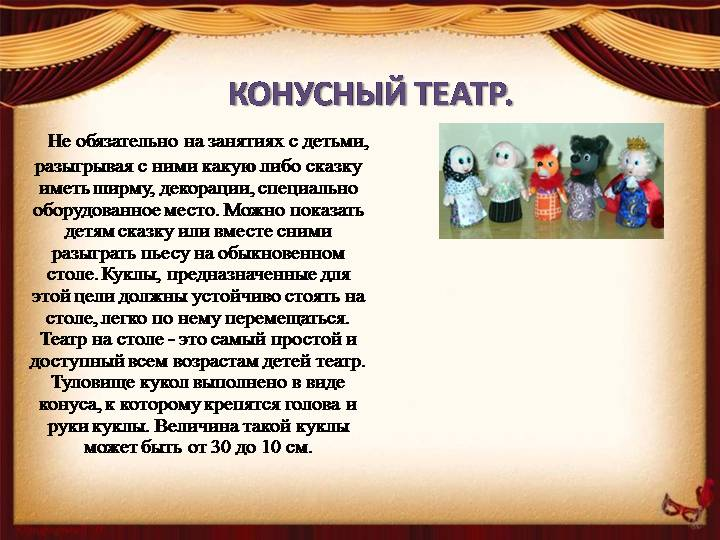 КОНУСНЫЙ ТЕАТР.
Не обязательно на занятиях с детьми,
разыгрывая с ними какую либо сказку
иметь ширму, декорации, специально
оборудованное место. Можно показать
детям сказку или вместе сними
разыграть пьесу на обыкновенном
столе. Куклы, предназначенные для
этой цели должны устойчиво стоять на
столе, легко по нему перемещаться.
Театр на столе - это самый простой и
доступный всем возрастам детей театр.
Туловище кукол выполнено в виде
конуса, к которому крепятся голова и
руки куклы. Величина такой куклы
может быть от 30 до 10 см.